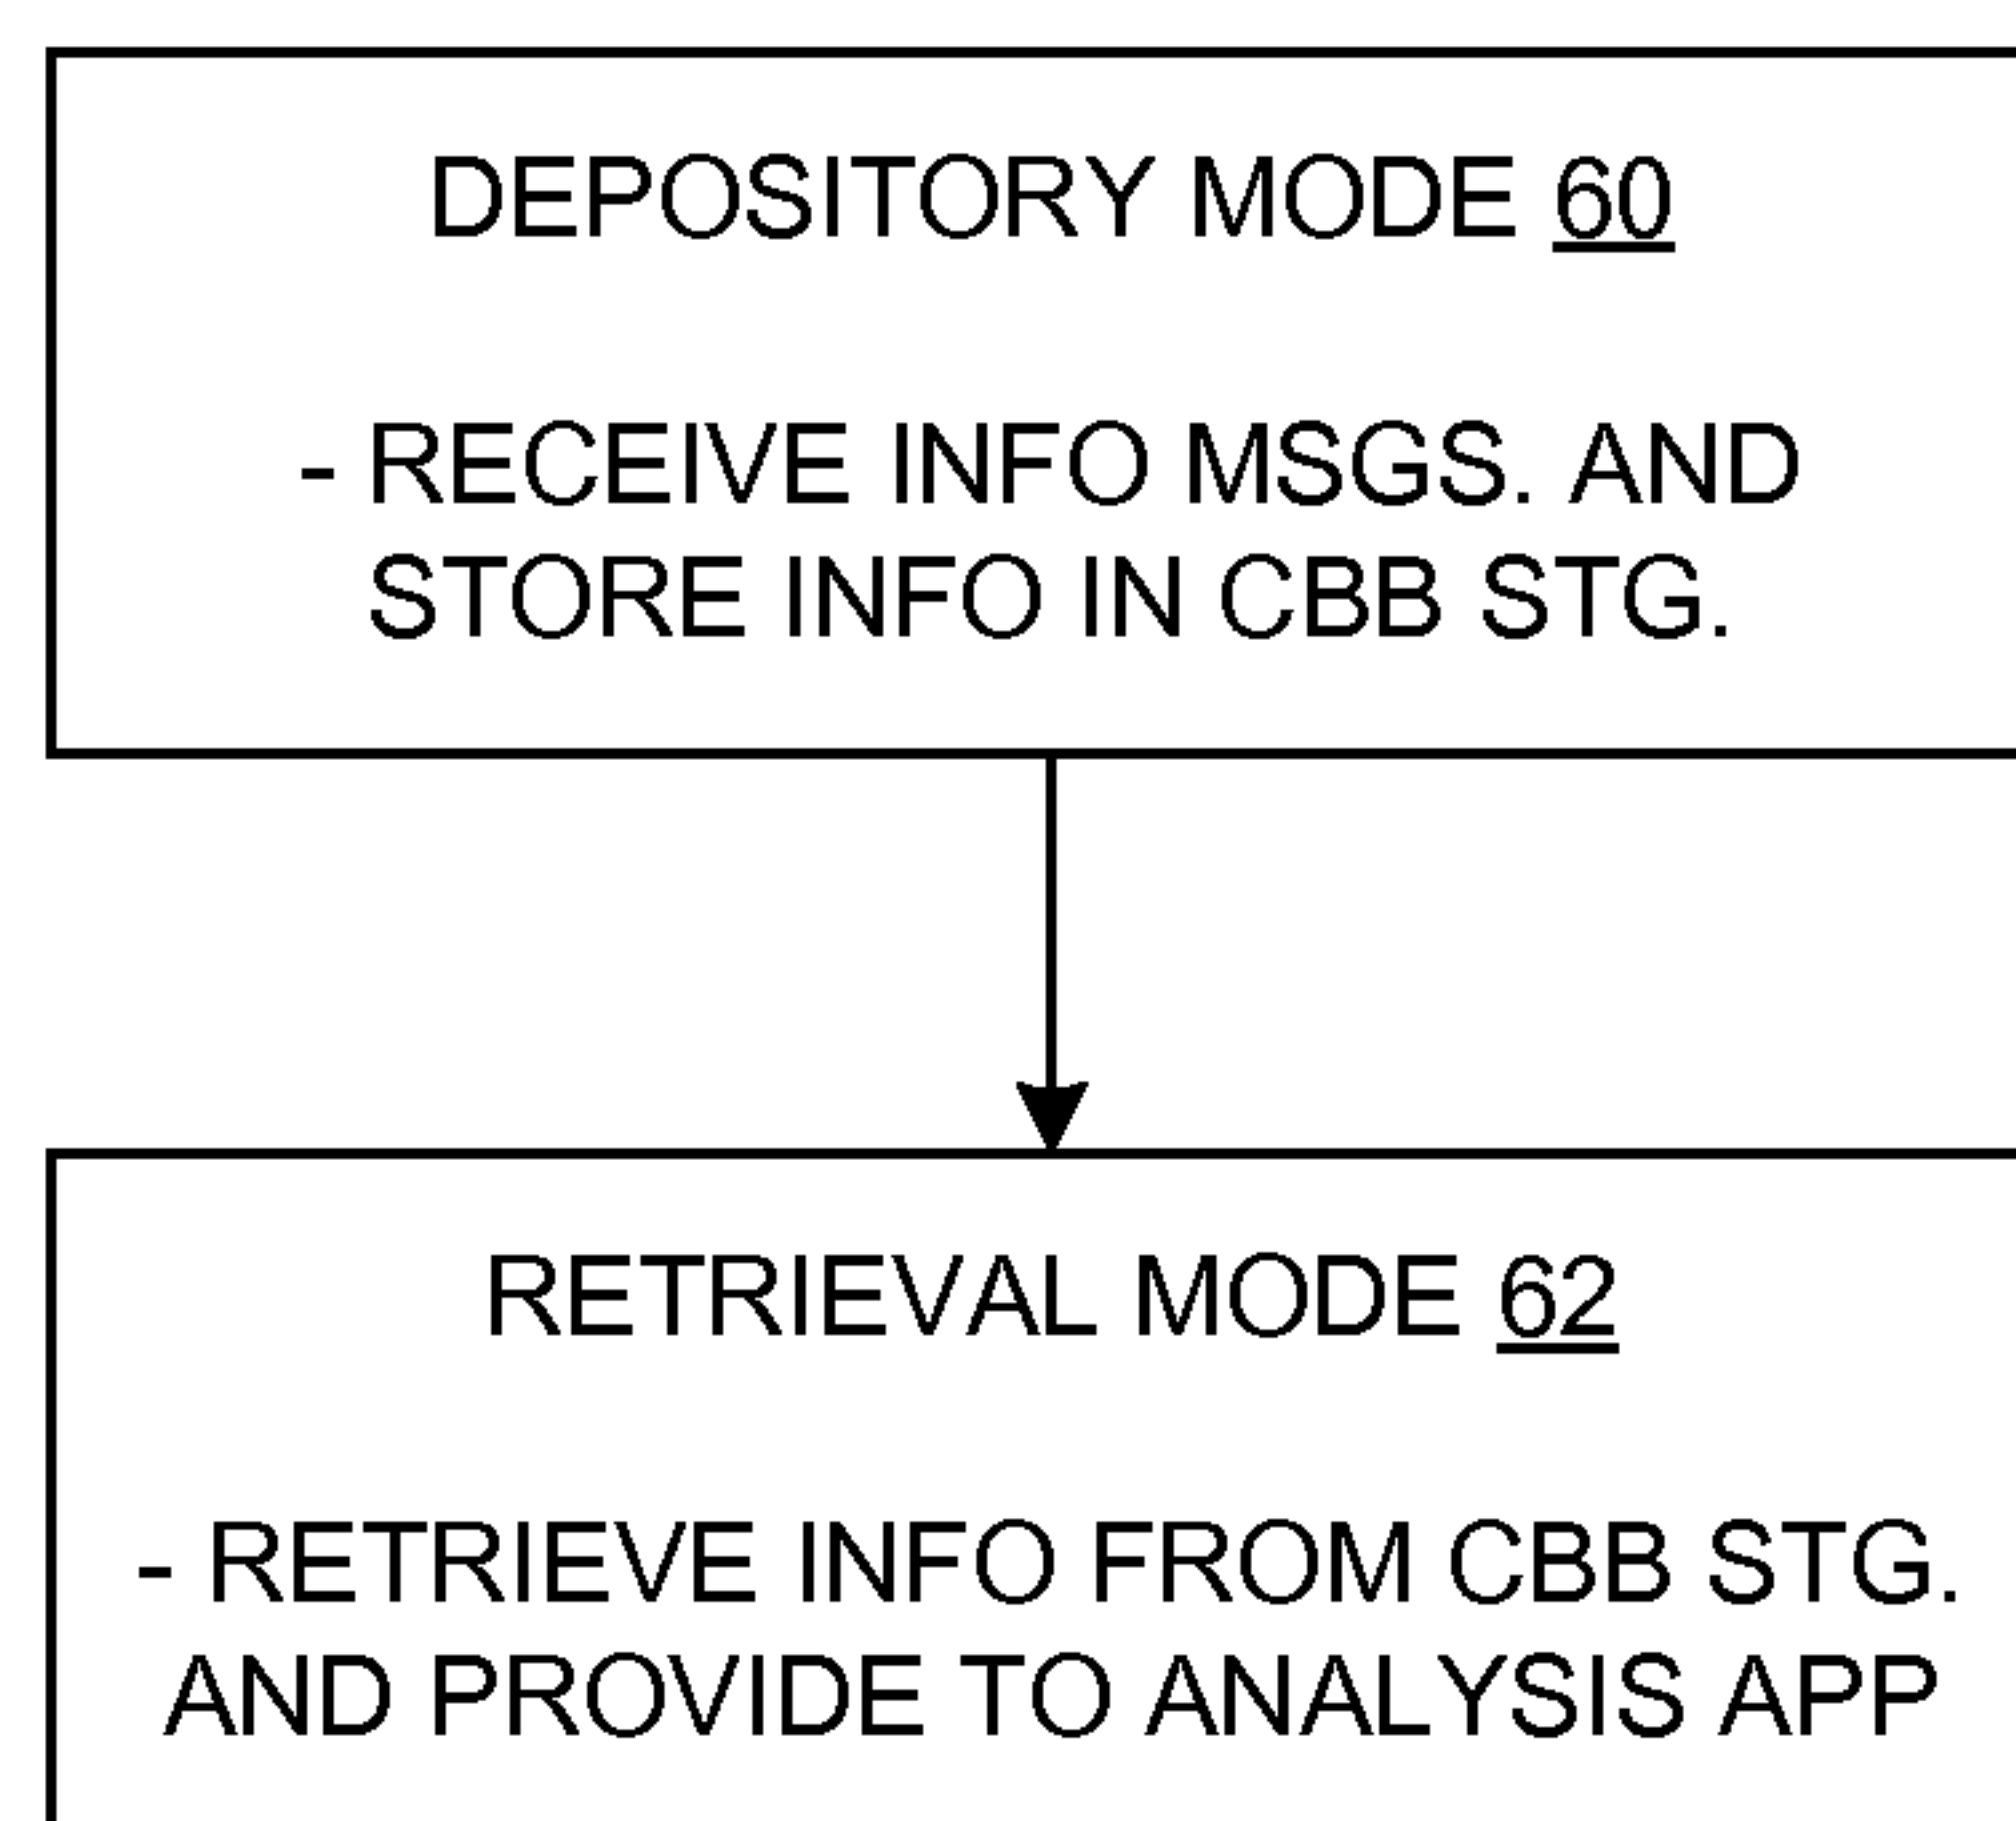 DEPOSITORY MODE 60
- RECEIVE INFO MSGS. AND
STORE INFO IN CBB STG.
RETRIEVAL MODE 62
- RETRIEVE INFO FROM CBB STG.
AND PROVIDE TO ANALYSIS APP